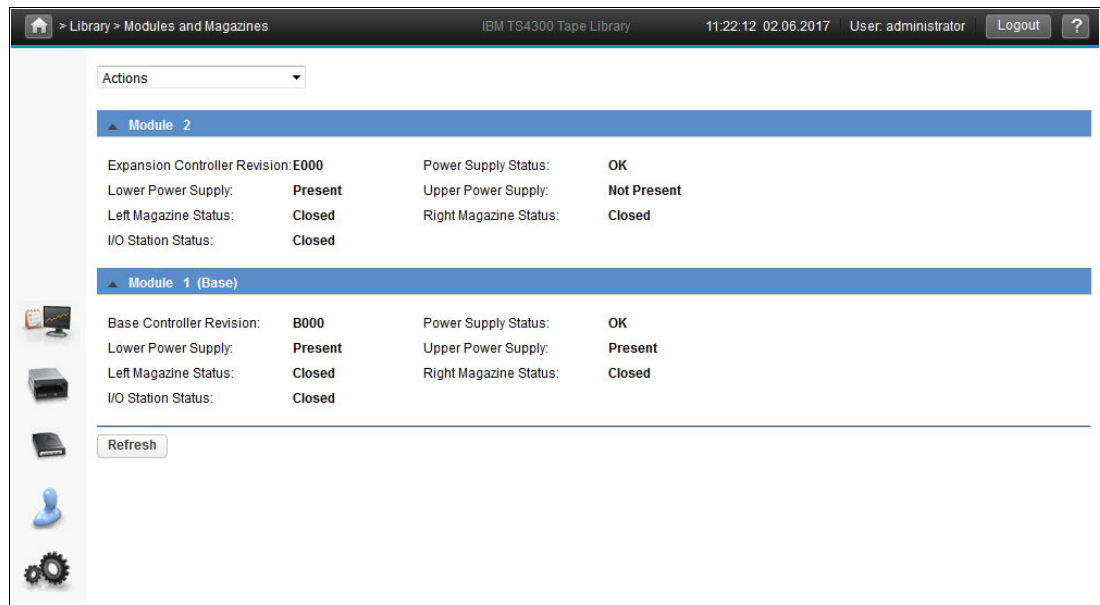 > Library > Modules and Magazines IBM TS4300 Tape Library 11:22:12 02.06.2017 User: administrator Logout ?
Actions
Module 2
Expansion Controller Revision: E000 Power Supply Status: OK
Lower Power Supply: Present Upper Power Supply: Not Present
Left Magazine Status: Closed Right Magazine Status: Closed
I/O Station Status: Closed
Module 1 (Base)
Base Controller Revision: B000 Power Supply Status: OK
Lower Power Supply: Present Upper Power Supply: Present
Left Magazine Status: Closed Right Magazine Status: Closed
I/O Station Status: Closed
Refresh